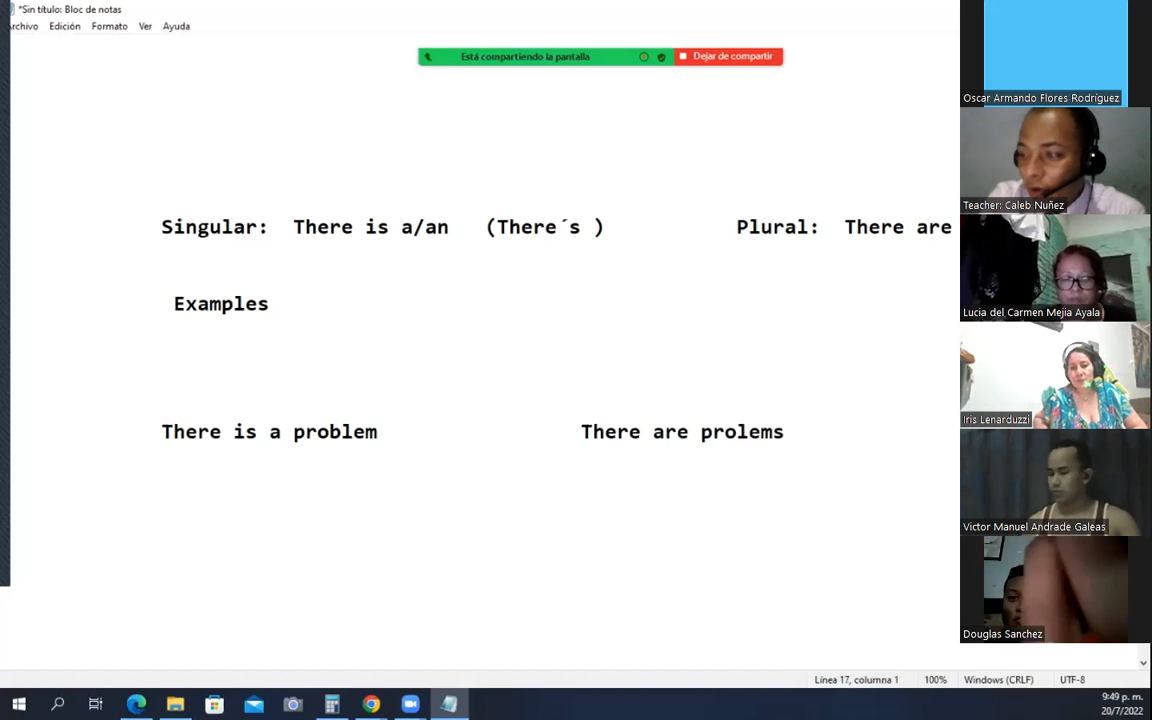 *Sin título: Bloc de notas
rchivo Edición Formato Ver Ayuda
Está compartiendo la pantalla Dejar de compartir
Oscar Armando Flores Rodríguez
Teacher: Caleb Nuñez
Singular: There is a/an (There´s ) Plural: There are
Lucia del Carmen Mejia Ayala
Examples
Iris Lenarduzzi
There is a problem There are prolems
Victor Manuel Andrade Galeas
Douglas Sanchez
Línea 17, columna 1 100% Windows (CRLF) UTF-8
9:49 p. m.
20/7/2022